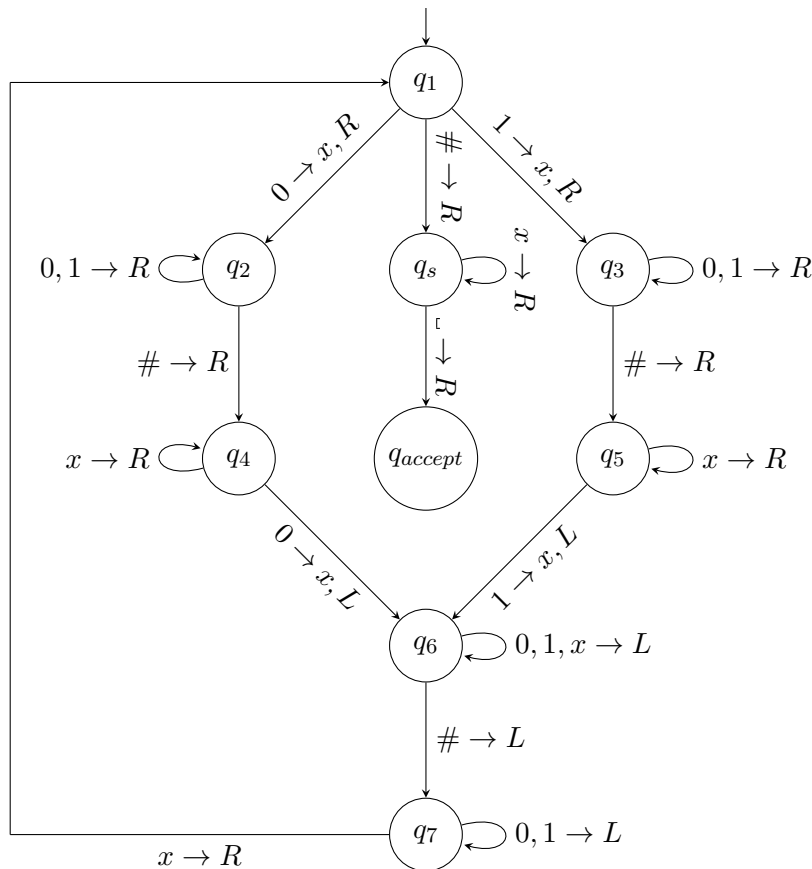 q1
0 → x, R
# → R
1 → x, R
0, 1 → R
q2
qs
x → R
q3
0, 1 → R
# → R
␣ → R
# → R
x → R
q4
qaccept
q5
x → R
0 → x, L
1 → x, L
q6
0, 1, x → L
# → L
q7
0, 1 → L
x → R